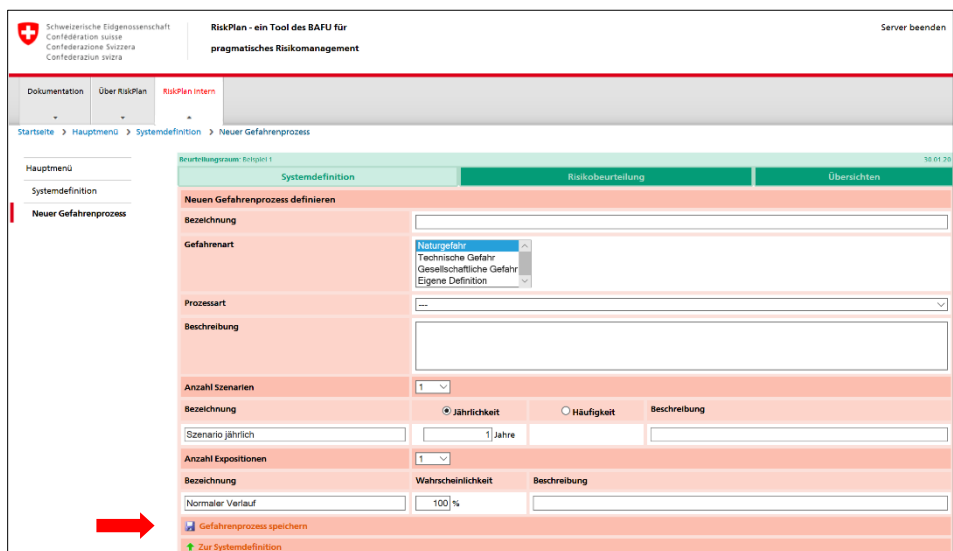 Schweizerische Eidgenossenschaft
Confédération suisse
Confederazione Svizzera
Confederaziun svizra
RiskPlan - ein Tool des BAFU für
pragmatisches Risikomanagement
Server beenden
Dokumentation
Über RiskPlan
RiskPlan Intern
Startseite > Hauptmenü > Systemdefinition > Neuer Gefahrenprozess
Hauptmenü
Systemdefinition
Neuer Gefahrenprozess
Beurteilungsraum: Beispiel 1
30.01.20
Systemdefinition
Risikobeurteilung
Übersichten
Neuen Gefahrenprozess definieren
Bezeichnung
Gefahrenart
Naturgefahr
Technische Gefahr
Gesellschaftliche Gefahr
Eigene Definition
Prozessart
---
Beschreibung
Anzahl Szenarien
1
Bezeichnung
Jährlichkeit
Häufigkeit
Beschreibung
Szenario jährlich
1 Jahre
Anzahl Expositionen
1
Bezeichnung
Wahrscheinlichkeit
Beschreibung
Normaler Verlauf
100 %
Gefahrenprozess speichern
Zur Systemdefinition